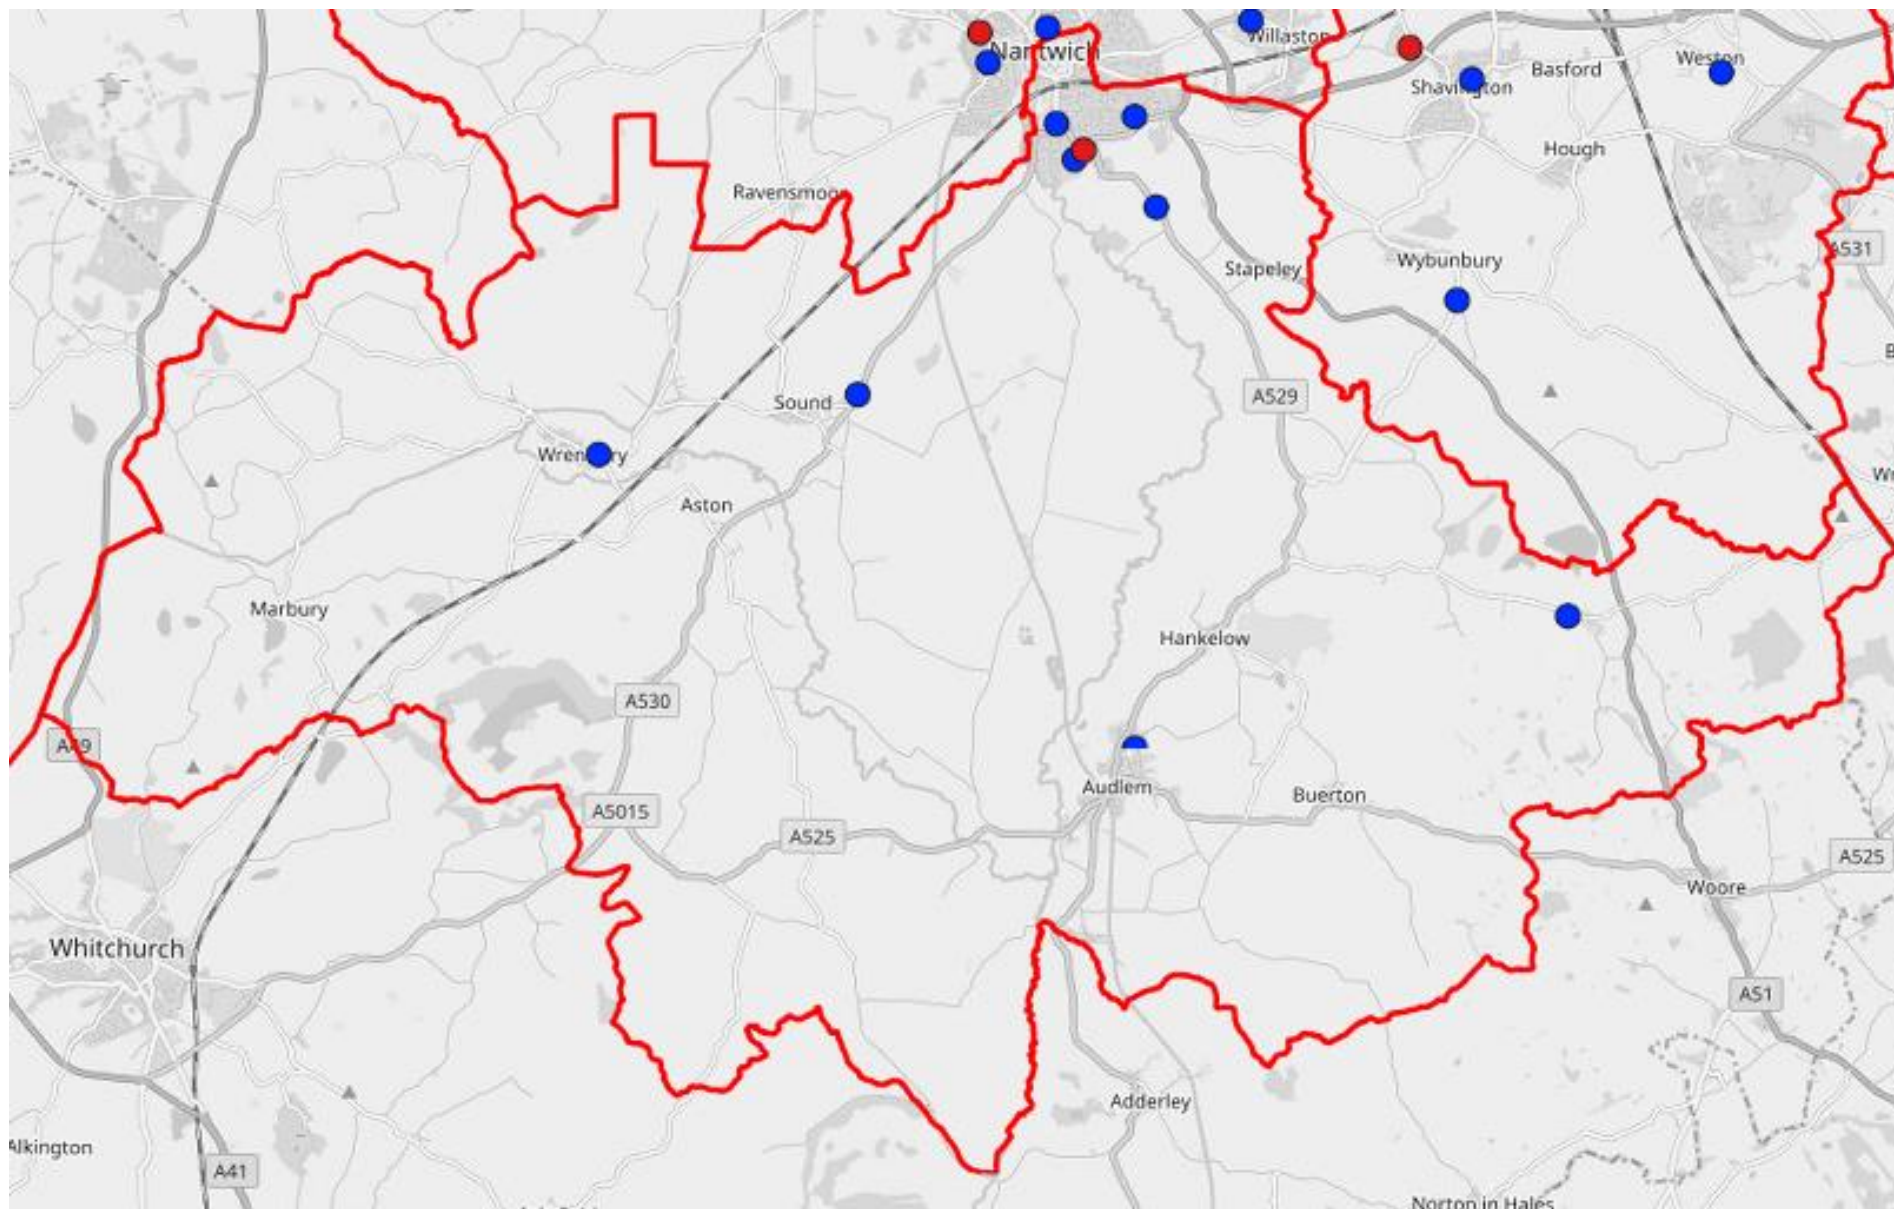 Nantwich
Willaston
Weston
Basford
Shavington
Hough
Ravensmoor
A531
Wybunbury
Stapeley
A529
Sound
Wrenbury
Aston
Marbury
Hankelow
A530
A49
Audlem
Buerton
A5015
A525
A525
Woore
Whitchurch
A51
Adderley
Alkington
A41
Norton in Hales